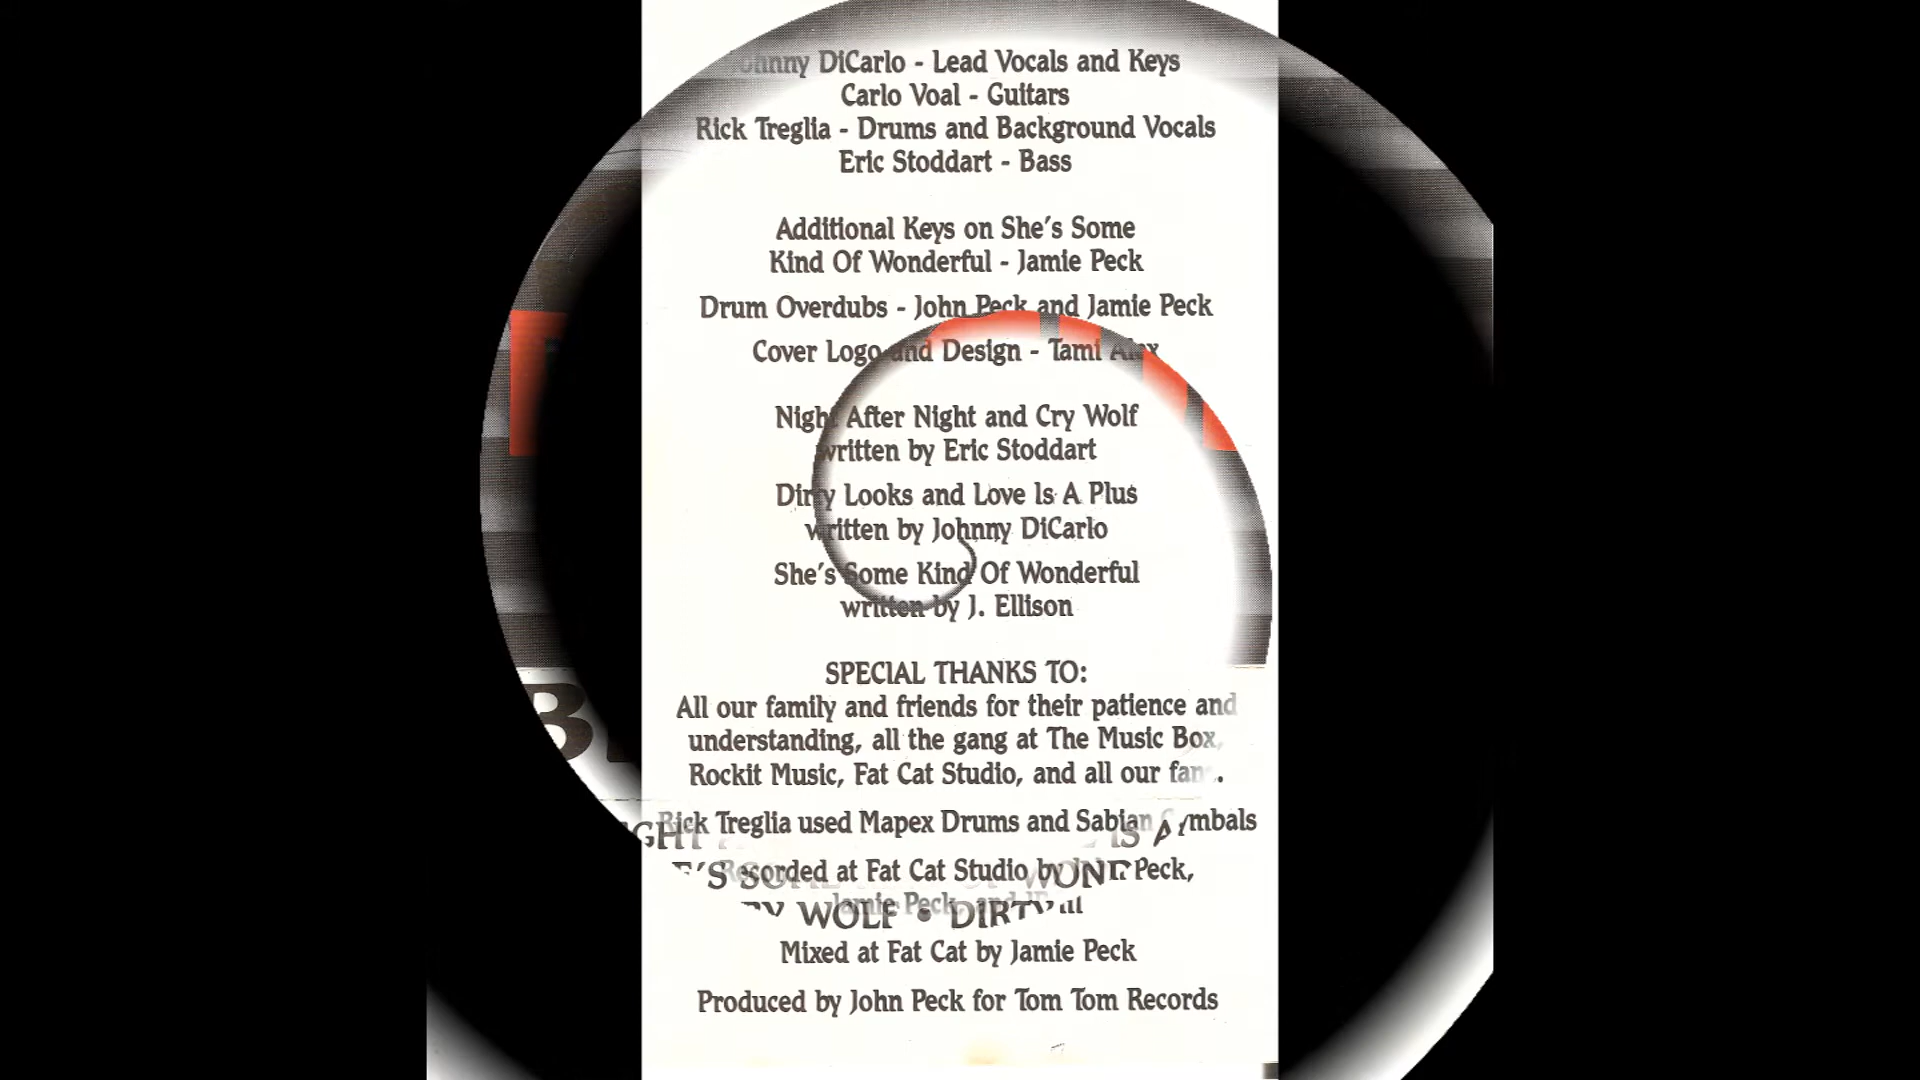 Johnny DiCarlo - Lead Vocals and Keys
Carlo Voal - Guitars
Rick Treglia - Drums and Background Vocals
Eric Stoddart - Bass
Additional Keys on She's Some
Kind Of Wonderful - Jamie Peck
Drum Overdubs - John Peck and Jamie Peck
Cover Logo and Design - Tami Alex
Night After Night and Cry Wolf
written by Eric Stoddart
Dirty Looks and Love Is A Plus
written by Johnny DiCarlo
She's Some Kind Of Wonderful
written by J. Ellison
SPECIAL THANKS TO:
All our family and friends for their patience and
understanding, all the gang at The Music Box,
Rockit Music, Fat Cat Studio, and all our fans.
Rick Treglia used Mapex Drums and Sabian Cymbals
IS
Recorded at Fat Cat Studio by Peck,
'S SOME WOND
Jamie Peck, and
WOLF • DIRTY
Mixed at Fat Cat by Jamie Peck
Produced by John Peck for Tom Tom Records